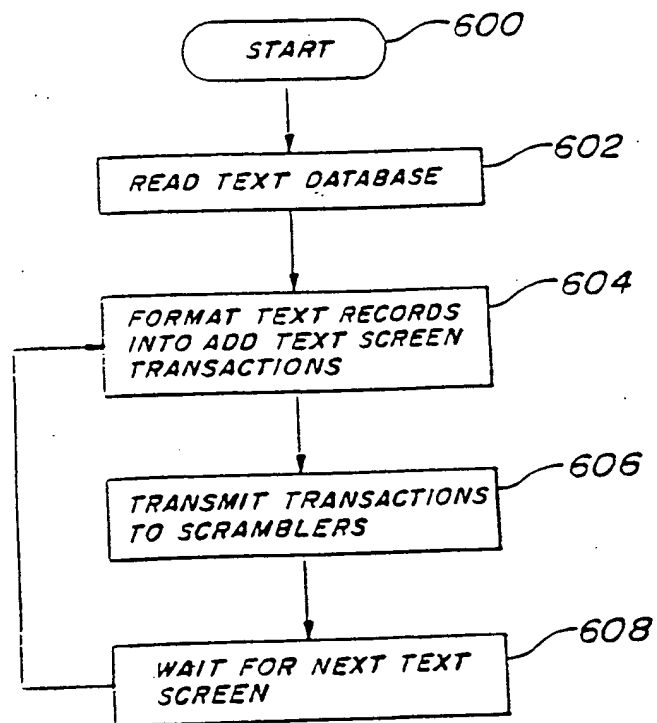 START
600
READ TEXT DATABASE
602
FORMAT TEXT RECORDS
INTO ADD TEXT SCREEN
TRANSACTIONS
604
TRANSMIT TRANSACTIONS
TO SCRAMBLERS
606
WAIT FOR NEXT TEXT
SCREEN
608